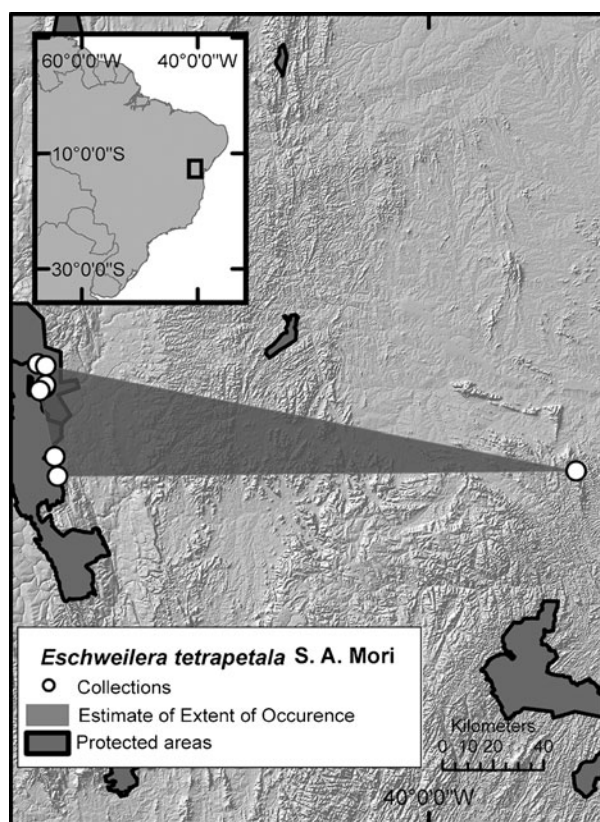 60°0'0"W 40°0'0"W
10°0'0"S
30°0'0"S
Eschweilera tetrapetala S. A. Mori
Collections
Estimate of Extent of Occurence
Protected areas
Kilometers
0 10 20 40
40°0'0"W